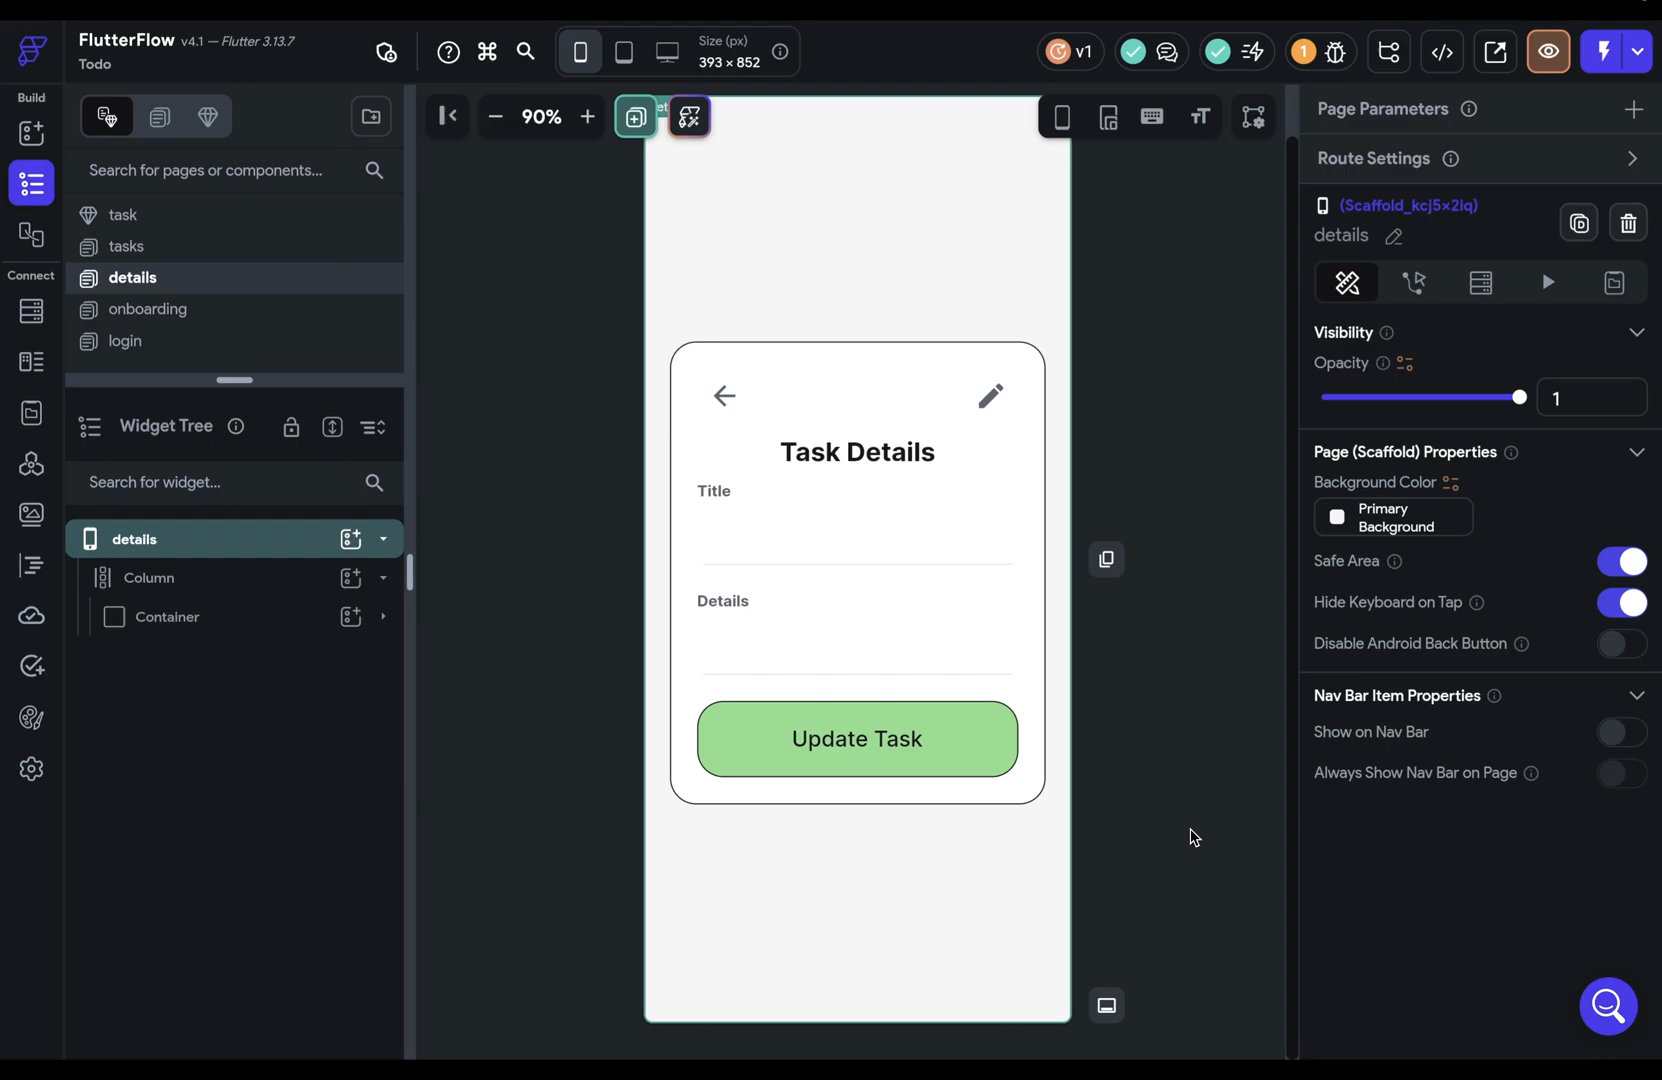 FlutterFlow v4.1 — Flutter 3.13.7
Todo
Size (px)
393 × 852
v1
1
Build
Connect
Search for pages or components...
task
tasks
details
onboarding
login
Widget Tree
Search for widget...
details
Column
Container
90%
Task Details
Title
Details
Update Task
Page Parameters
Route Settings
(Scaffold_kcj5×2iq)
details
Visibility
Opacity
1
Page (Scaffold) Properties
Background Color
Primary
Background
Safe Area
Hide Keyboard on Tap
Disable Android Back Button
Nav Bar Item Properties
Show on Nav Bar
Always Show Nav Bar on Page